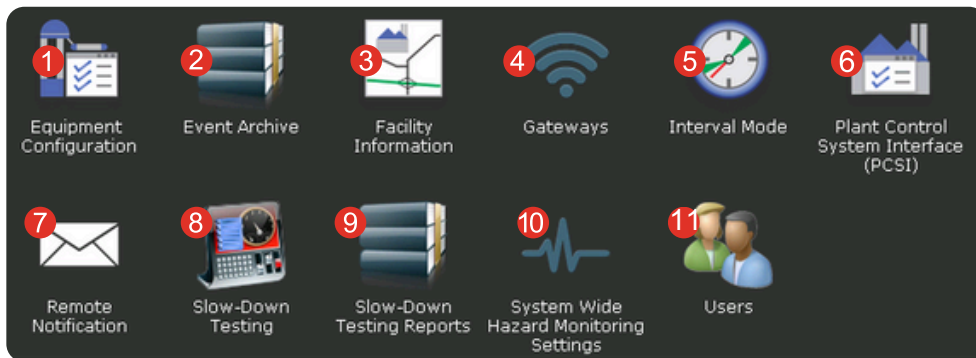 1
2
3
4
5
6
Equipment
Configuration
Event Archive
Facility
Information
Gateways
Interval Mode
Plant Control
System Interface
(PCSI)
7
8
9
10
11
Remote
Notification
Slow-Down
Testing
Slow-Down
Testing Reports
System Wide
Hazard Monitoring
Settings
Users